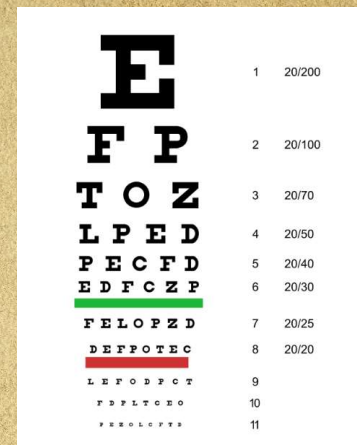 E 1 20/200
F P 2 20/100
T O Z 3 20/70
L P E D 4 20/50
P E C F D 5 20/40
E D F C Z P 6 20/30
F E L O P Z D 7 20/25
D E F P O T E C 8 20/20
L E F O D P C T 9
F D P L T C E O 10
P E Z O L C F T D 11